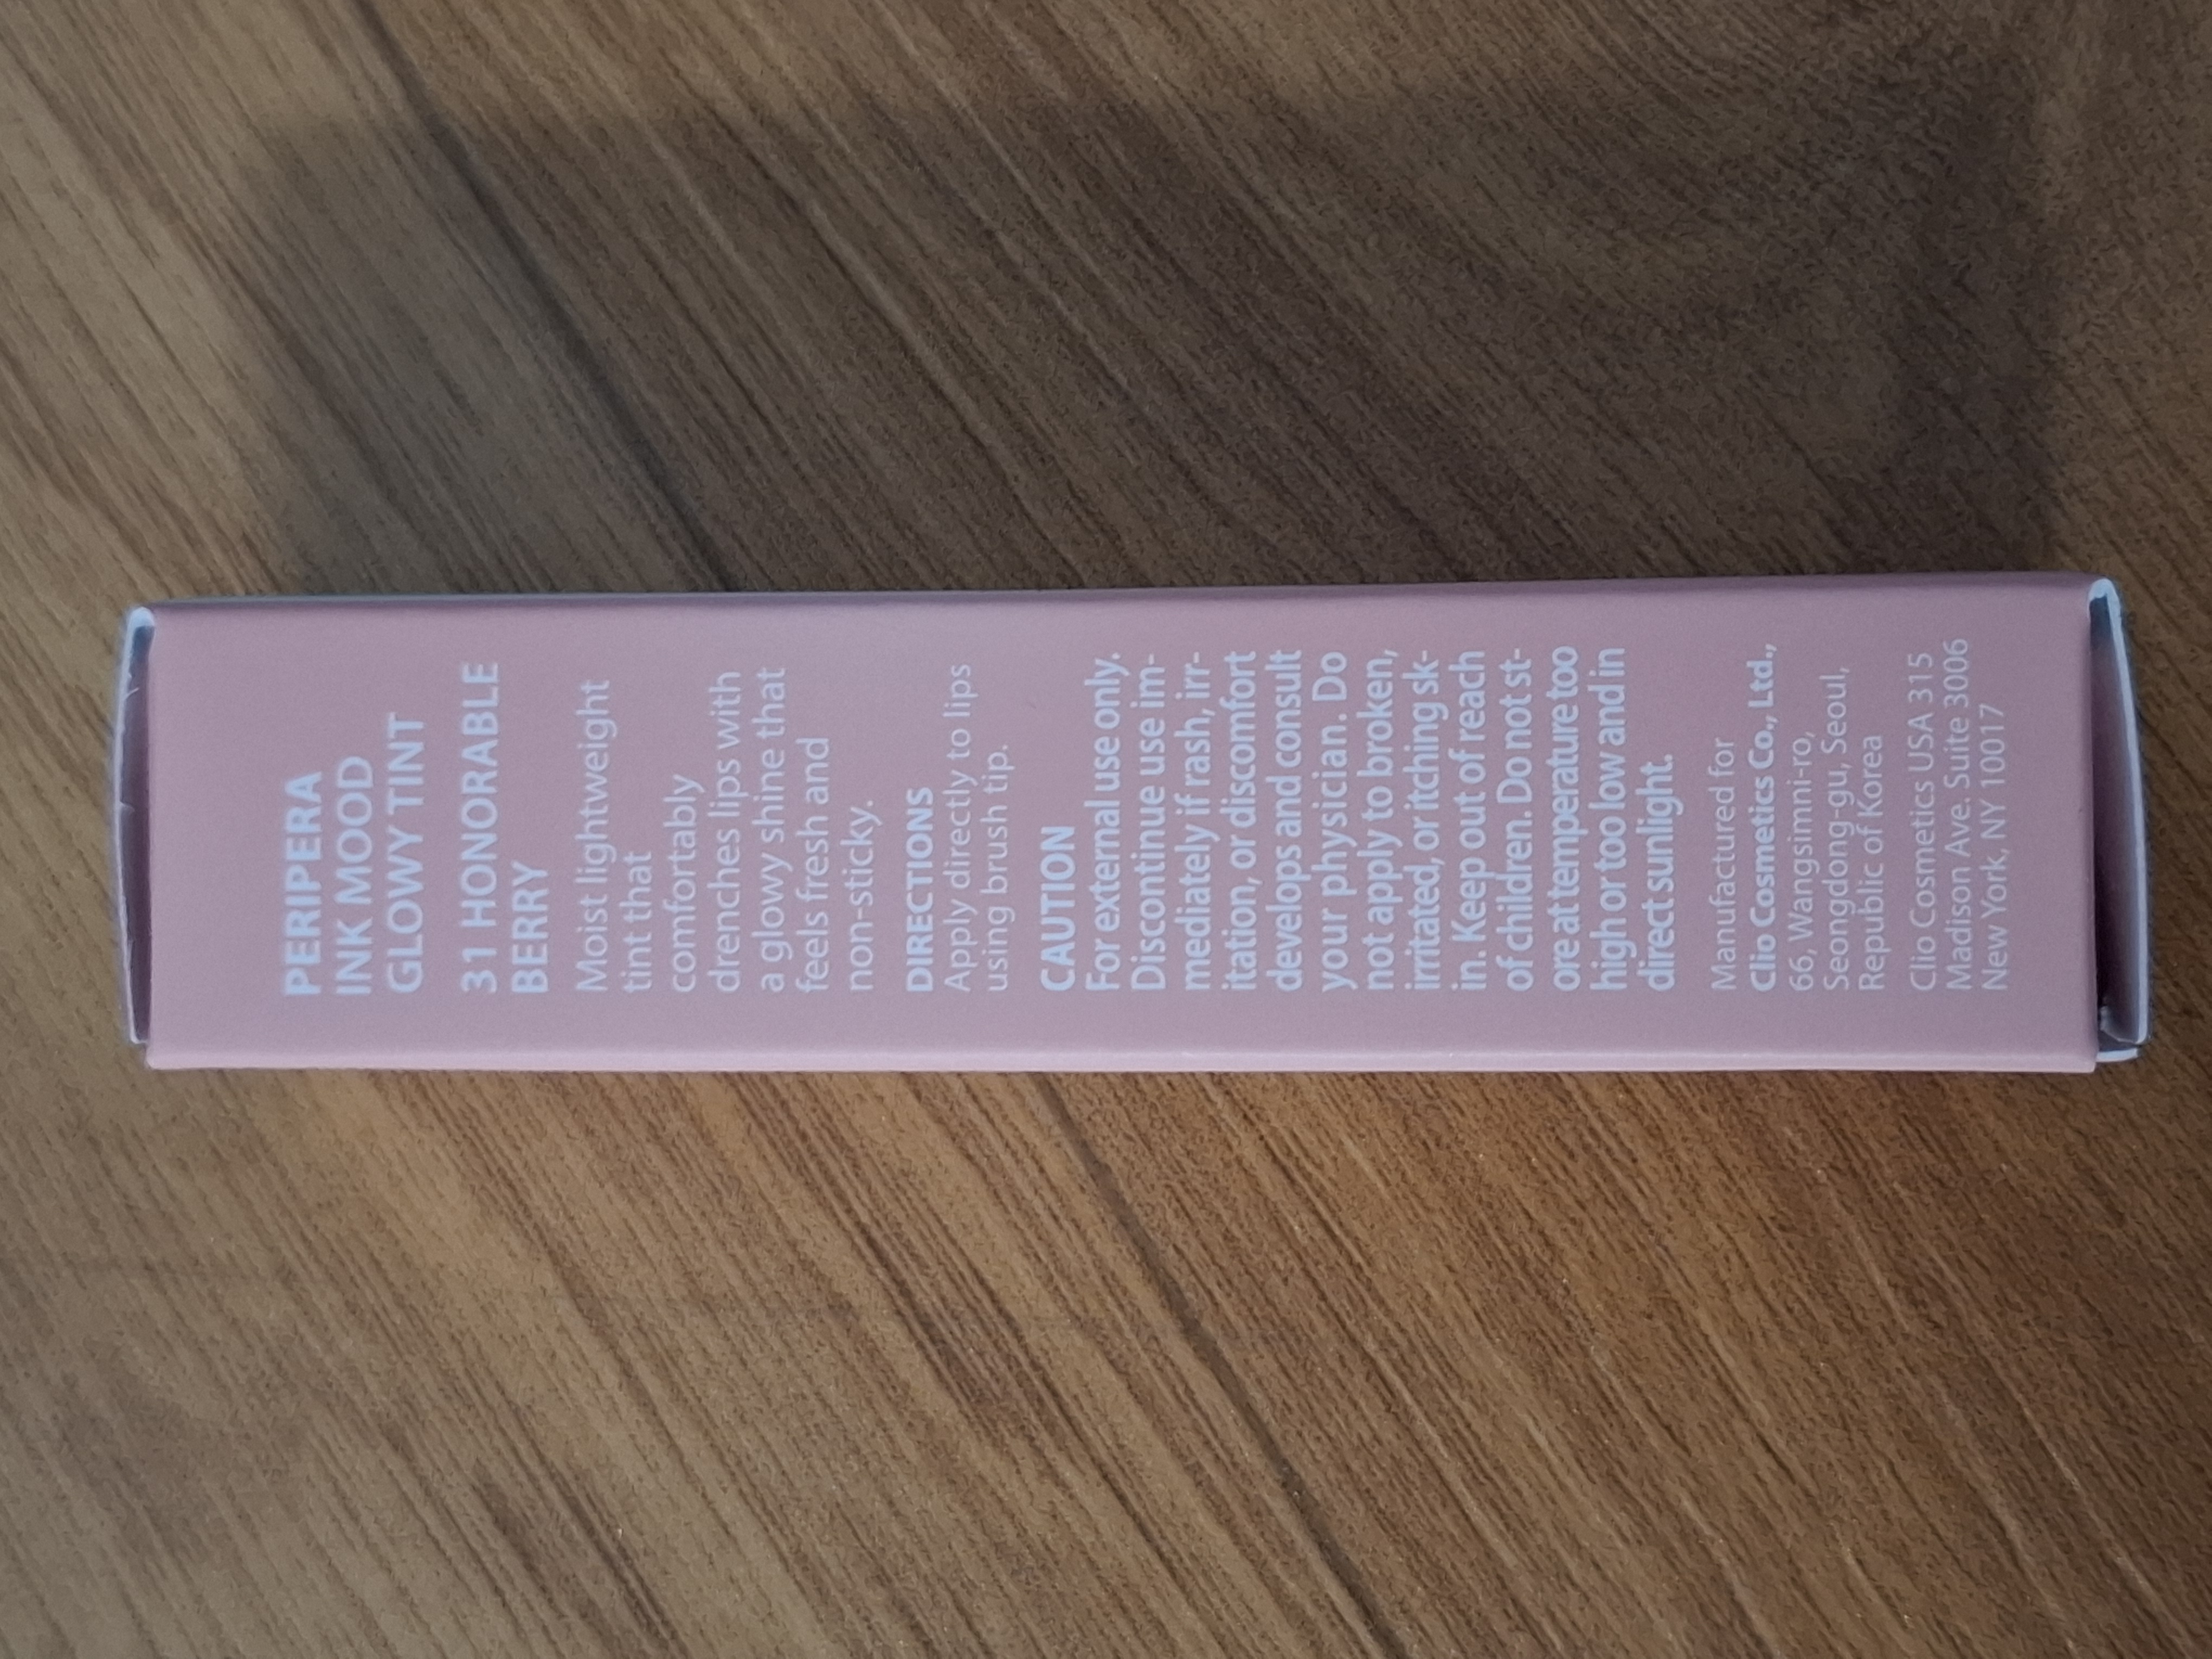 PERIPERA
INK MOOD
GLOWY TINT
31 HONORABLE
BERRY
Moist lightweight
tint that
comfortably
drenches lips with
a glowy shine that
feels fresh and
non-sticky.
DIRECTIONS
Apply directly to lips
using brush tip.
CAUTION
For external use only.
Discontinue use im-
mediately if rash, irr-
itation, or discomfort
develops and consult
your physician. Do
not apply to broken,
irritated, or itching sk-
in. Keep out of reach
of children. Do not st-
ore at temperature too
high or too low and in
direct sunlight.
Manufactured for
Clio Cosmetics Co., Ltd.,
66, Wangsimni-ro,
Seongdong-gu, Seoul,
Republic of Korea
Clio Cosmetics USA 315
Madison Ave. Suite 3006
New York, NY 10017